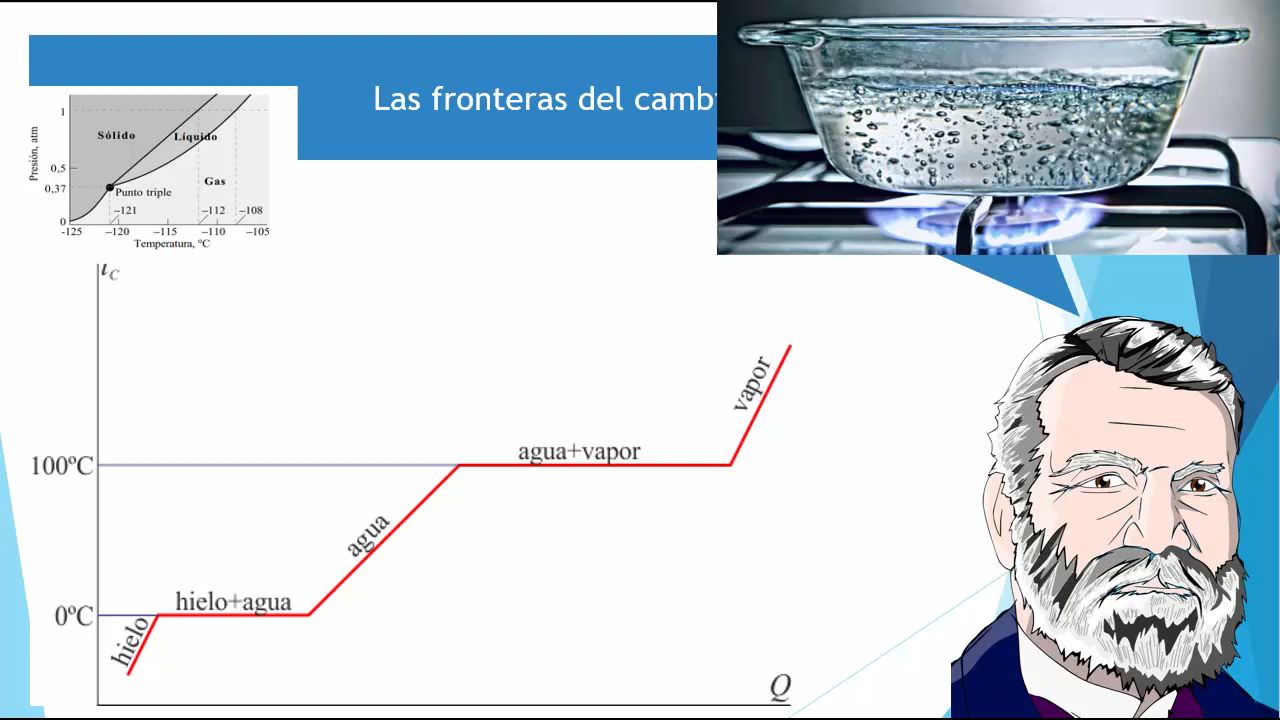 Las fronteras del camb
1
0,5
0,37
0
Presión, atm
Sólido
Líquido
Gas
Punto triple
–121
–112
–108
-125
–120
–115
–110
–105
Temperatura, °C
t_C
100ºC
0ºC
hielo
hielo+agua
agua
agua+vapor
vapor
Q